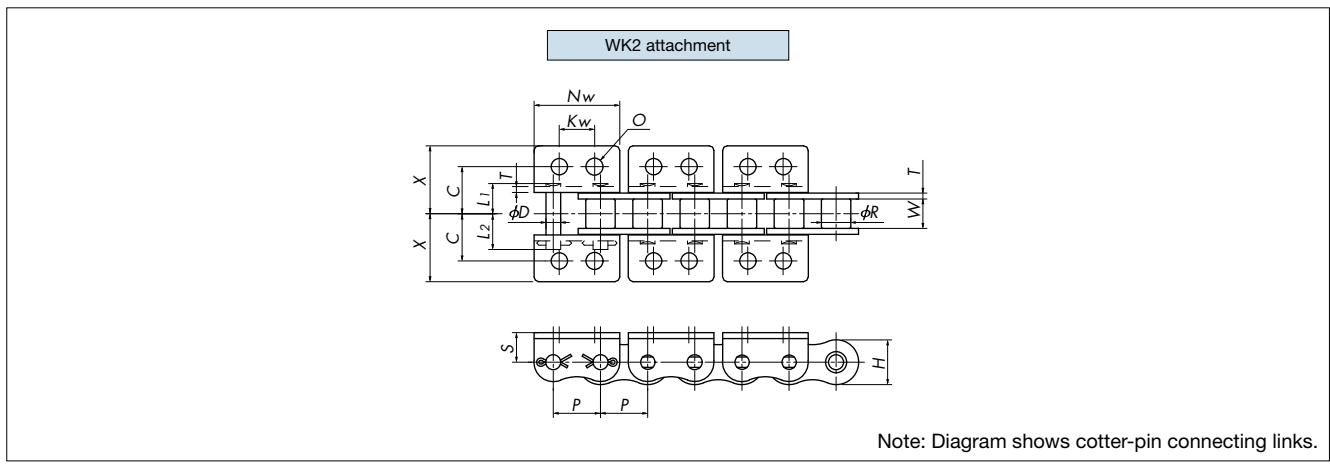 WK2 attachment
Nw
Kw
O
X
C
T
L1
T
W
φD
φR
X
C
L2
S
H
P
P
Note: Diagram shows cotter-pin connecting links.